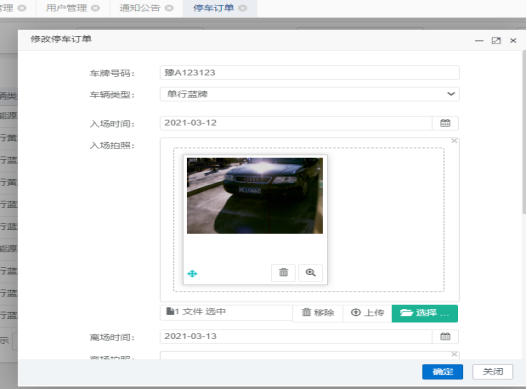 管理 用户管理 通知公告 停车订单
修改停车订单
车牌号码： 豫A123123
车辆类型： 单行蓝牌
入场时间： 2021-03-12
入场拍照：
1 文件 选中 移除 上传 选择 ...
离场时间： 2021-03-13
离场拍照：
确定 关闭